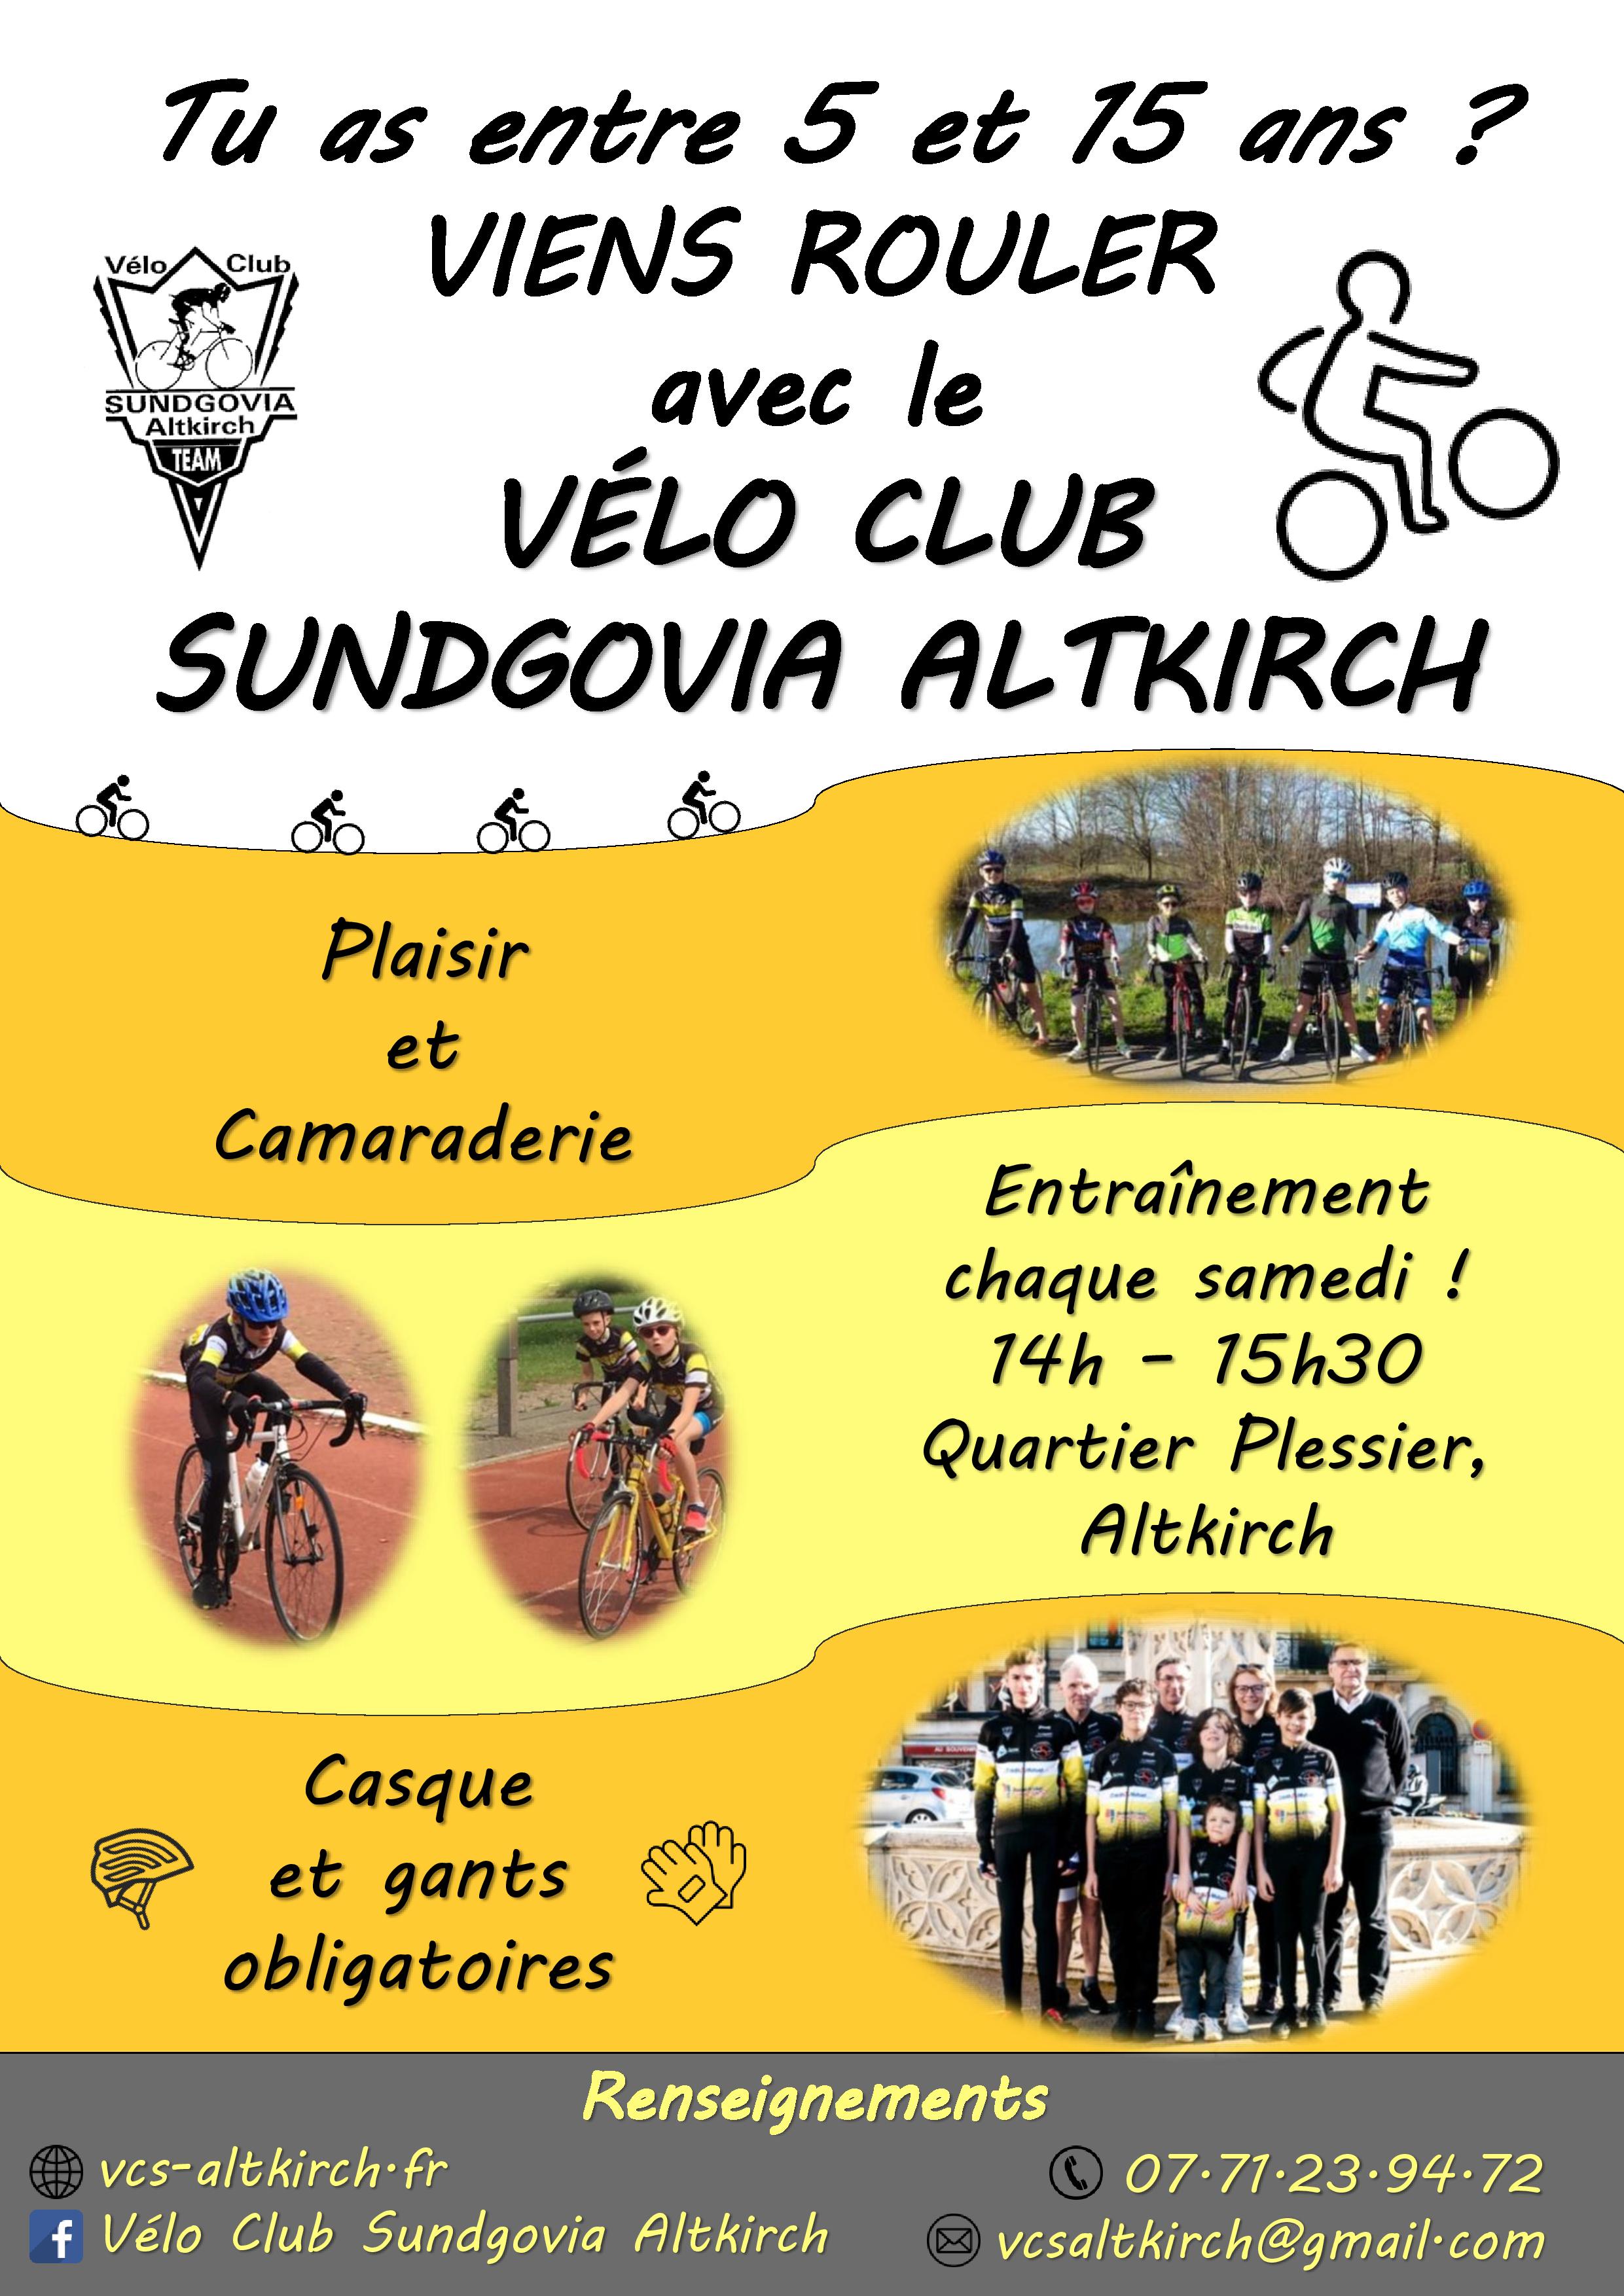 Tu as entre 5 et 15 ans ?
VIENS ROULER
avec le
VÉLO CLUB
SUNDGOVIA ALTKIRCH
Vélo Club
SUNDGOVIA
Altkirch
TEAM
Plaisir
et
Camaraderie
Entraînement
chaque samedi !
14h - 15h30
Quartier Plessier,
Altkirch
Casque
et gants
obligatoires
Renseignements
vcs-altkirch.fr
07.71.23.94.72
Vélo Club Sundgovia Altkirch
vcsaltkirch@gmail.com